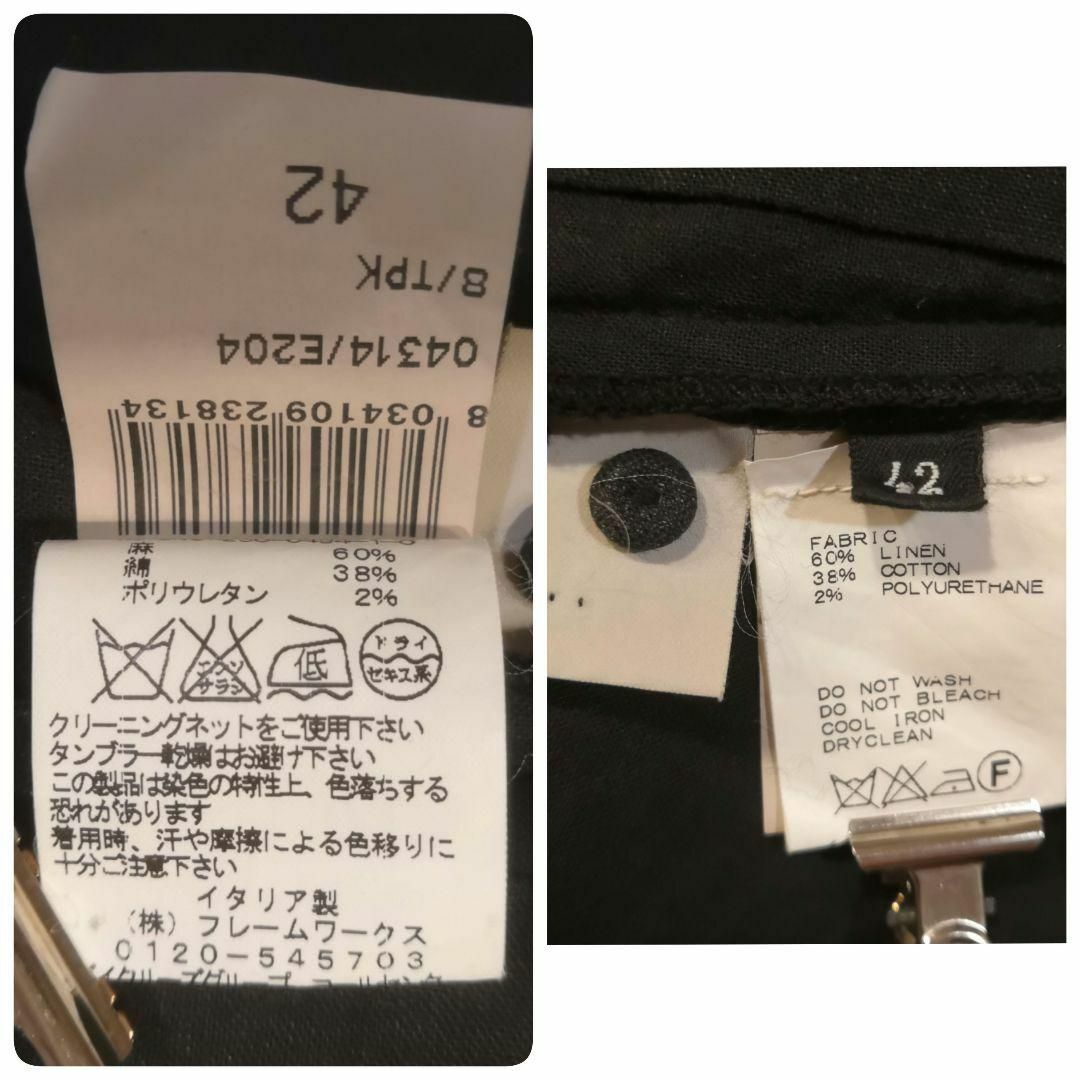 42
8/TPK
04314/E204
8 034109 238134
麻 60%
綿 38%
ポリウレタン 2%
エンソ
サラシ
低
ドライ
セキユ系
クリーニングネットをご使用下さい
タンブラー乾燥はお避け下さい
この製品は染色の特性上、色落ちする
恐れがあります
着用時、汗や摩擦による色移りに
十分ご注意下さい
イタリア製
(株) フレームワークス
0120-545703
42
FABRIC
60% LINEN
38% COTTON
2% POLYURETHANE
DO NOT WASH
DO NOT BLEACH
COOL IRON
DRYCLEAN
F